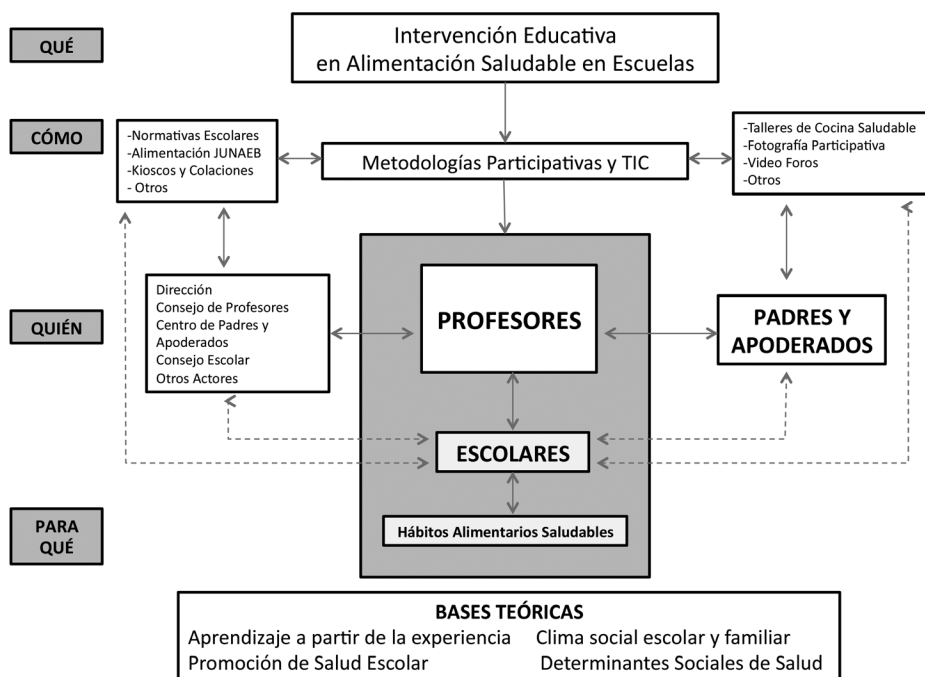 QUÉ
Intervención Educativa
en Alimentación Saludable en Escuelas
CÓMO
-Normativas Escolares
-Alimentación JUNAEB
-Kioscos y Colaciones
- Otros
Metodologías Participativas y TIC
-Talleres de Cocina Saludable
-Fotografía Participativa
-Video Foros
-Otros
QUIÉN
Dirección
Consejo de Profesores
Centro de Padres y
Apoderados
Consejo Escolar
Otros Actores
PROFESORES
PADRES Y
APODERADOS
ESCOLARES
PARA
QUÉ
Hábitos Alimentarios Saludables
BASES TEÓRICAS
Aprendizaje a partir de la experiencia Clima social escolar y familiar
Promoción de Salud Escolar Determinantes Sociales de Salud